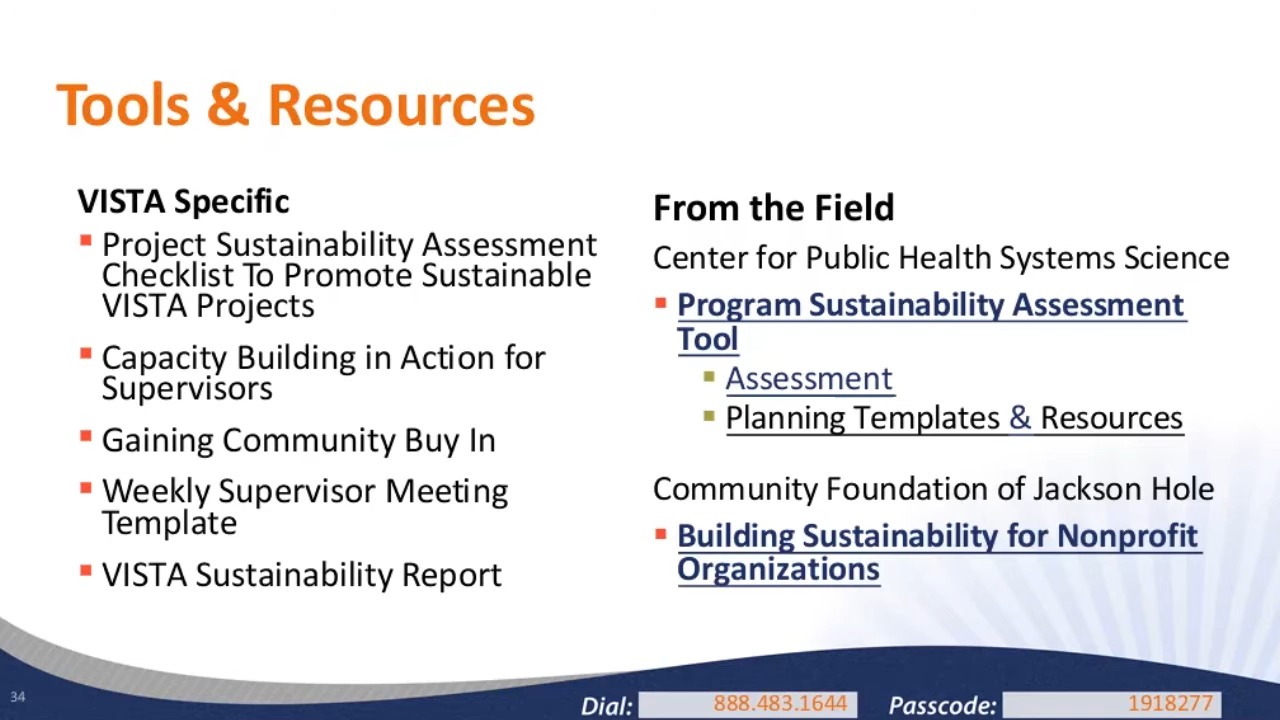 Tools & Resources
VISTA Specific
Project Sustainability Assessment
Checklist To Promote Sustainable
VISTA Projects
Capacity Building in Action for
Supervisors
Gaining Community Buy In
Weekly Supervisor Meeting
Template
VISTA Sustainability Report
From the Field
Center for Public Health Systems Science
Program Sustainability Assessment
Tool
Assessment
Planning Templates & Resources
Community Foundation of Jackson Hole
Building Sustainability for Nonprofit
Organizations
34
Dial: 888.483.1644 Passcode: 1918277